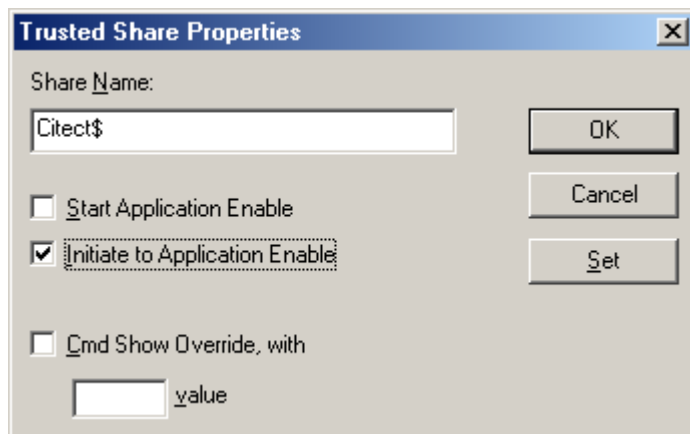 Trusted Share Properties
Share Name:
Citect$
OK
Start Application Enable
Cancel
Initiate to Application Enable
Set
Cmd Show Override, with
value